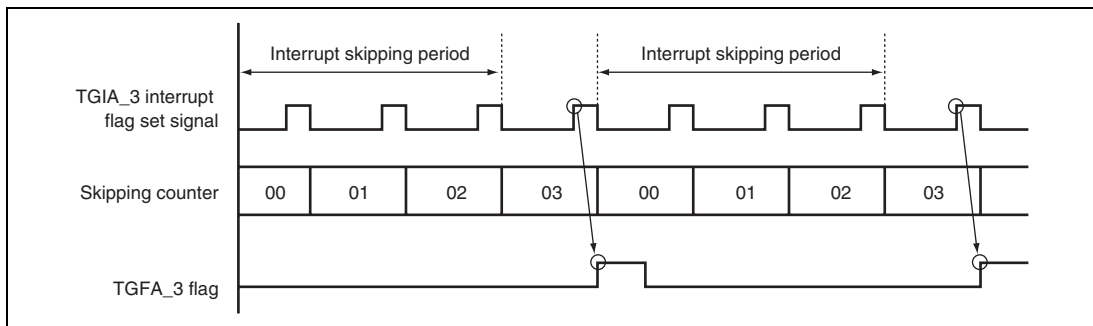 Interrupt skipping period Interrupt skipping period
TGIA_3 interrupt
flag set signal
Skipping counter 00 01 02 03 00 01 02 03
TGFA_3 flag